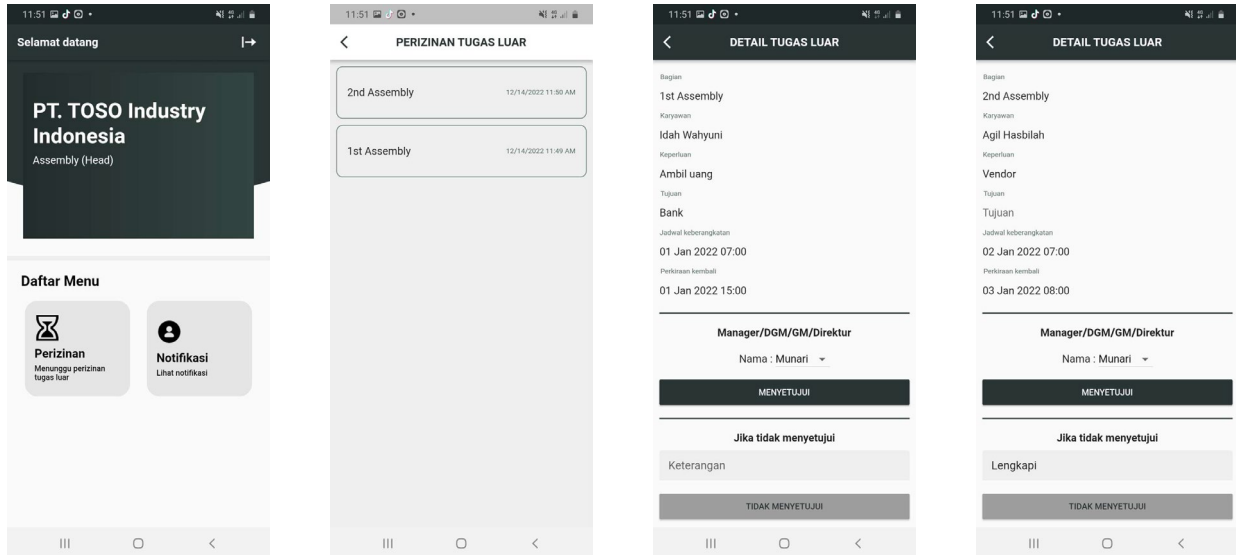 11:51
Selamat datang
PT. TOSO Industry
Indonesia
Assembly (Head)
Daftar Menu
Perizinan
Menunggu perizinan
tugas luar
Notifikasi
Lihat notifikasi
11:51
PERIZINAN TUGAS LUAR
2nd Assembly
12/14/2022 11:50 AM
1st Assembly
12/14/2022 11:49 AM
11:51
DETAIL TUGAS LUAR
Bagian
1st Assembly
Karyawan
Idah Wahyuni
Keperluan
Ambil uang
Tujuan
Bank
Jadwal keberangkatan
01 Jan 2022 07:00
Perkiraan kembali
01 Jan 2022 15:00
Manager/DGM/GM/Direktur
Nama : Munari
MENYETUJUI
Jika tidak menyetujui
Keterangan
TIDAK MENYETUJUI
11:51
DETAIL TUGAS LUAR
Bagian
2nd Assembly
Karyawan
Agil Hasbilah
Keperluan
Vendor
Tujuan
Tujuan
Jadwal keberangkatan
02 Jan 2022 07:00
Perkiraan kembali
03 Jan 2022 08:00
Manager/DGM/GM/Direktur
Nama : Munari
MENYETUJUI
Jika tidak menyetujui
Lengkapi
TIDAK MENYETUJUI